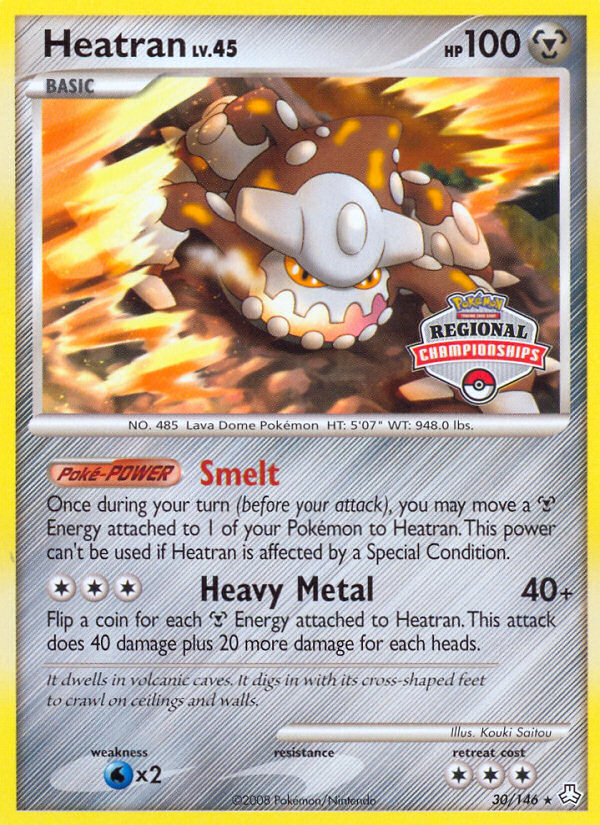 Heatran LV.45 HP100
BASIC
Pokémon
TRADING CARD GAME
REGIONAL
CHAMPIONSHIPS
NO. 485 Lava Dome Pokémon HT: 5'07" WT: 948.0 lbs.
Poké-POWER Smelt
Once during your turn (before your attack), you may move a
Energy attached to 1 of your Pokémon to Heatran. This power
can't be used if Heatran is affected by a Special Condition.
Heavy Metal 40+
Flip a coin for each Energy attached to Heatran. This attack
does 40 damage plus 20 more damage for each heads.
It dwells in volcanic caves. It digs in with its cross-shaped feet
to crawl on ceilings and walls.
Illus. Kouki Saitou
weakness resistance retreat cost
x2
©2008 Pokémon/Nintendo 30/146